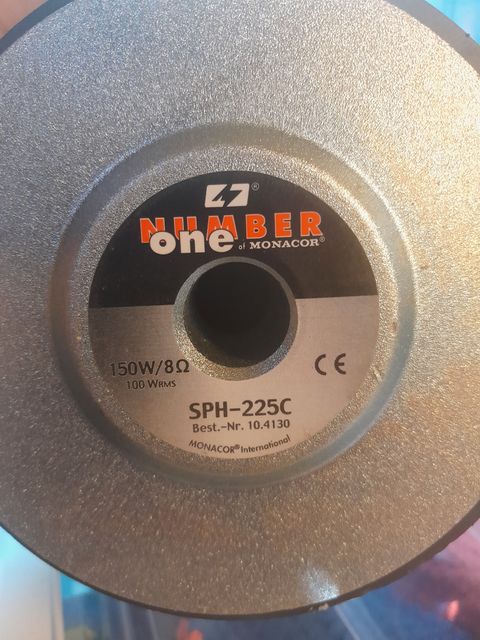 ®
NUMBER
one of MONACOR®
150W/8Ω
100 WRMS
CE
SPH-225C
Best.-Nr. 10.4130
MONACOR® International